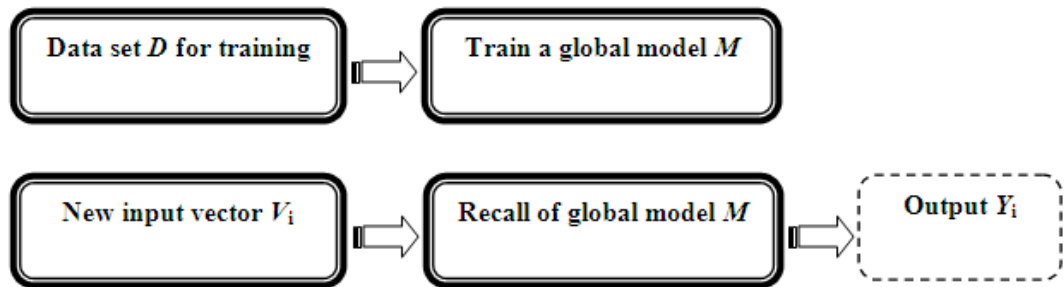 Data set D for training
Train a global model M
New input vector Vi
Recall of global model M
Output Yi